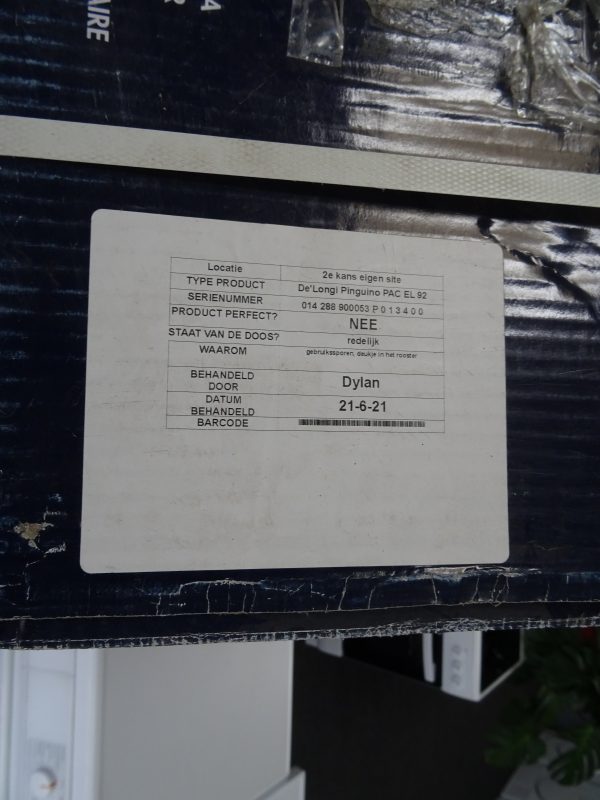 AIRE
Locatie 2e kans eigen site
TYPE PRODUCT De'Longi Pinguino PAC EL 92
SERIENUMMER 014 288 900053 P 0 1 3 4 0 0
PRODUCT PERFECT? NEE
STAAT VAN DE DOOS? redelijk
WAAROM gebruikssporen, deukje in het rooster
BEHANDELD
DOOR Dylan
DATUM
BEHANDELD 21-6-21
BARCODE